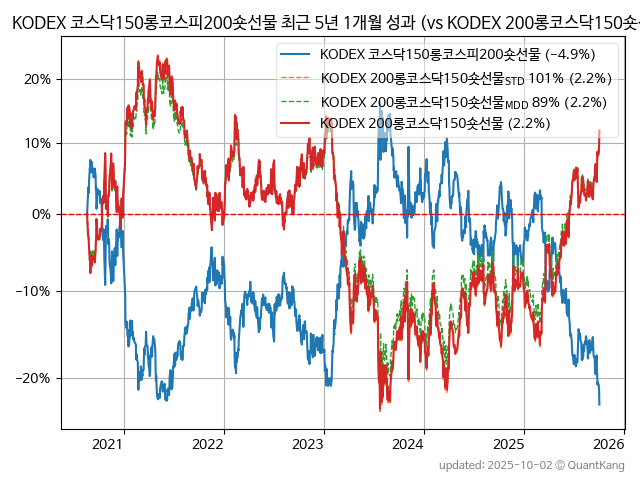 KODEX 코스닥150롱코스피200숏선물 최근 5년 1개월 성과 (vs KODEX 200롱코스닥150숏선
KODEX 코스닥150롱코스피200숏선물 (−4.9%)
KODEX 200롱코스닥150숏선물STD 101% (2.2%)
KODEX 200롱코스닥150숏선물MDD 89% (2.2%)
KODEX 200롱코스닥150숏선물 (2.2%)
20%
10%
0%
−10%
−20%
2021
2022
2023
2024
2025
2026
updated: 2025-10-02 © QuantKang